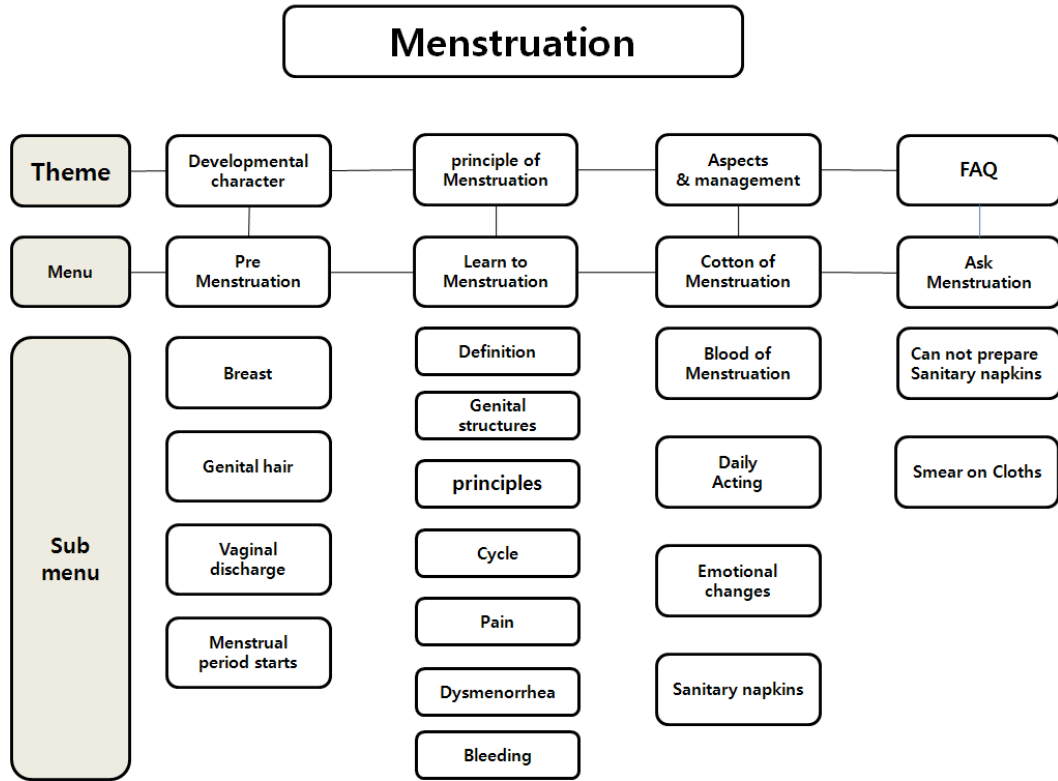 Menstruation
Theme
Developmental
character
principle of
Menstruation
Aspects
& management
FAQ
Menu
Pre
Menstruation
Learn to
Menstruation
Cotton of
Menstruation
Ask
Menstruation
Sub
menu
Breast
Genital hair
Vaginal
discharge
Menstrual
period starts
Definition
Genital
structures
principles
Cycle
Pain
Dysmenorrhea
Bleeding
Blood of
Menstruation
Daily
Acting
Emotional
changes
Sanitary napkins
Can not prepare
Sanitary napkins
Smear on Cloths